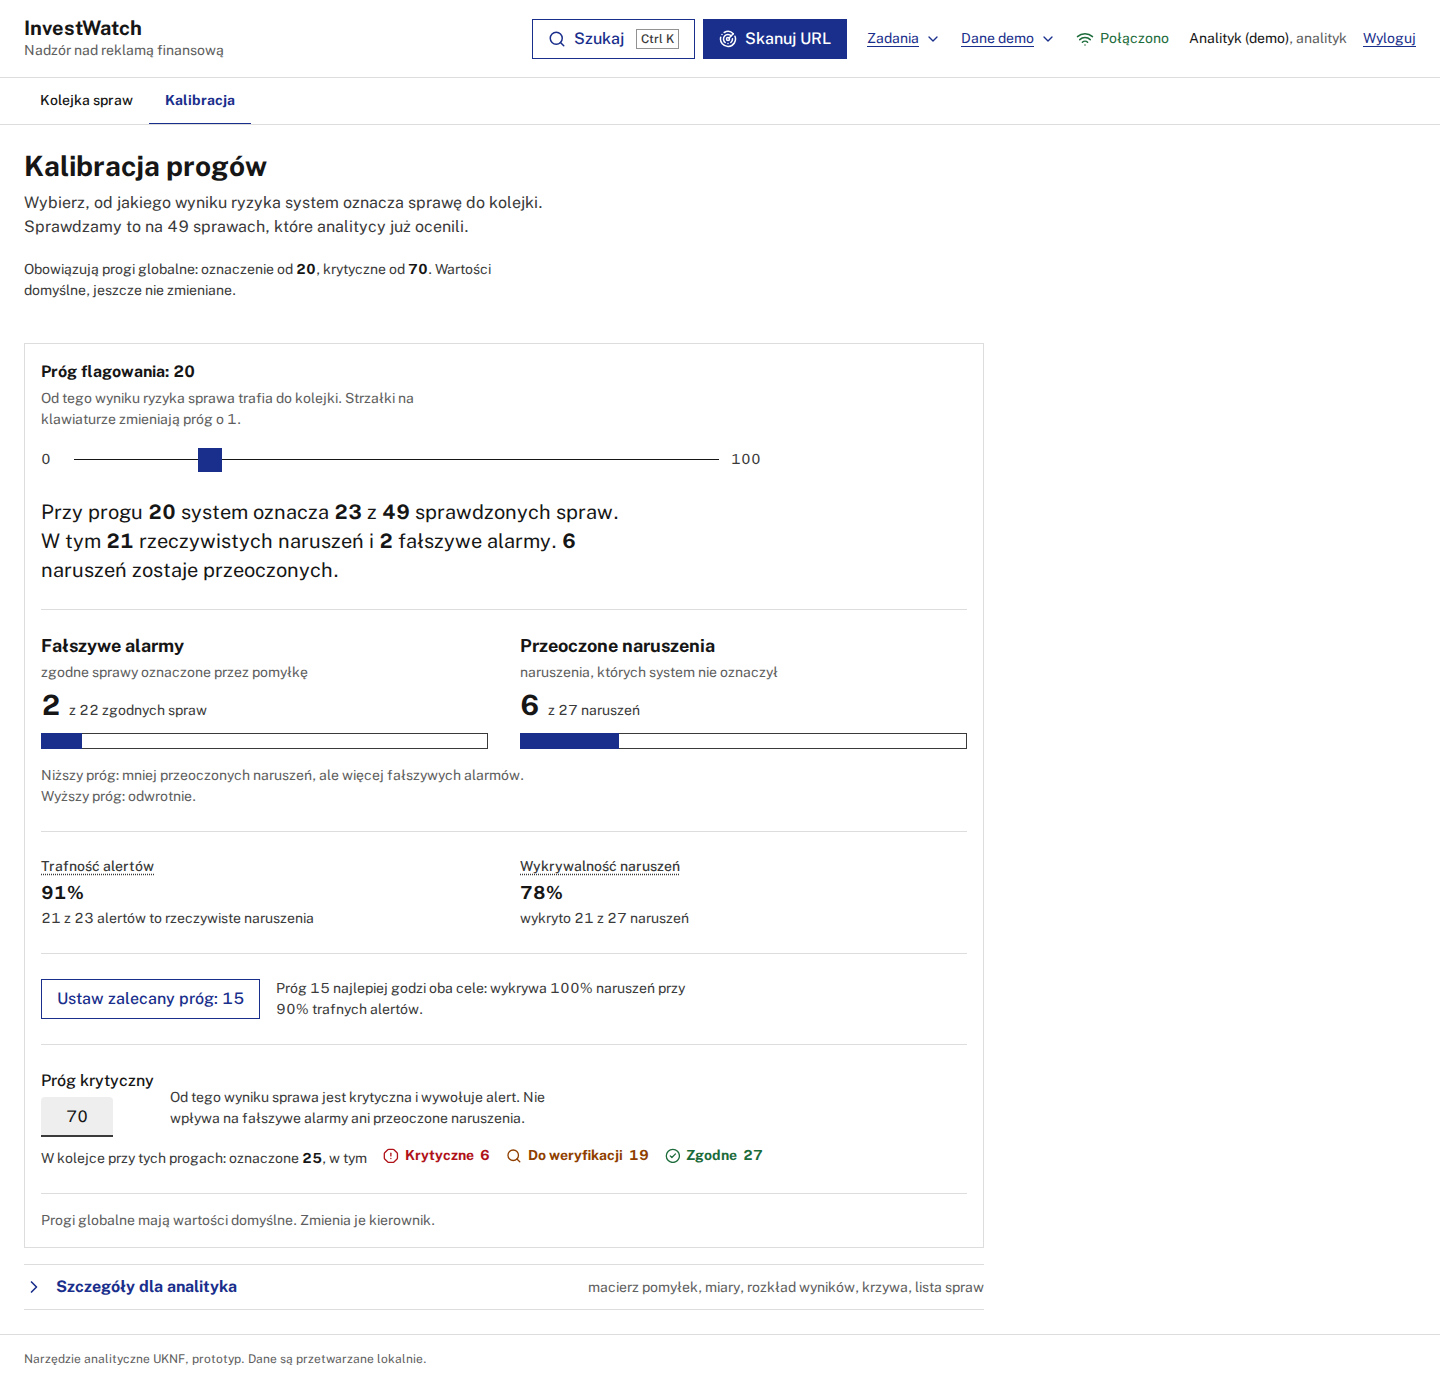 InvestWatch
Nadzór nad reklamą finansową
Szukaj Ctrl K
Skanuj URL
Zadania
Dane demo
Połączono
Analityk (demo), analityk
Wyloguj
Kolejka spraw
Kalibracja
Kalibracja progów
Wybierz, od jakiego wyniku ryzyka system oznacza sprawę do kolejki.
Sprawdzamy to na 49 sprawach, które analitycy już ocenili.
Obowiązują progi globalne: oznaczenie od 20, krytyczne od 70. Wartości
domyślne, jeszcze nie zmieniane.
Próg flagowania: 20
Od tego wyniku ryzyka sprawa trafia do kolejki. Strzałki na
klawiaturze zmieniają próg o 1.
0
100
Przy progu 20 system oznacza 23 z 49 sprawdzonych spraw.
W tym 21 rzeczywistych naruszeń i 2 fałszywe alarmy. 6
naruszeń zostaje przeoczonych.
Fałszywe alarmy
zgodne sprawy oznaczone przez pomyłkę
2 z 22 zgodnych spraw
Przeoczone naruszenia
naruszenia, których system nie oznaczył
6 z 27 naruszeń
Niższy próg: mniej przeoczonych naruszeń, ale więcej fałszywych alarmów.
Wyższy próg: odwrotnie.
Trafność alertów
91%
21 z 23 alertów to rzeczywiste naruszenia
Wykrywalność naruszeń
78%
wykryto 21 z 27 naruszeń
Ustaw zalecany próg: 15
Próg 15 najlepiej godzi oba cele: wykrywa 100% naruszeń przy
90% trafnych alertów.
Próg krytyczny
70
Od tego wyniku sprawa jest krytyczna i wywołuje alert. Nie
wpływa na fałszywe alarmy ani przeoczone naruszenia.
W kolejce przy tych progach: oznaczone 25, w tym
Krytyczne 6
Do weryfikacji 19
Zgodne 27
Progi globalne mają wartości domyślne. Zmienia je kierownik.
Szczegóły dla analityka
macierz pomyłek, miary, rozkład wyników, krzywa, lista spraw
Narzędzie analityczne UKNF, prototyp. Dane są przetwarzane lokalnie.